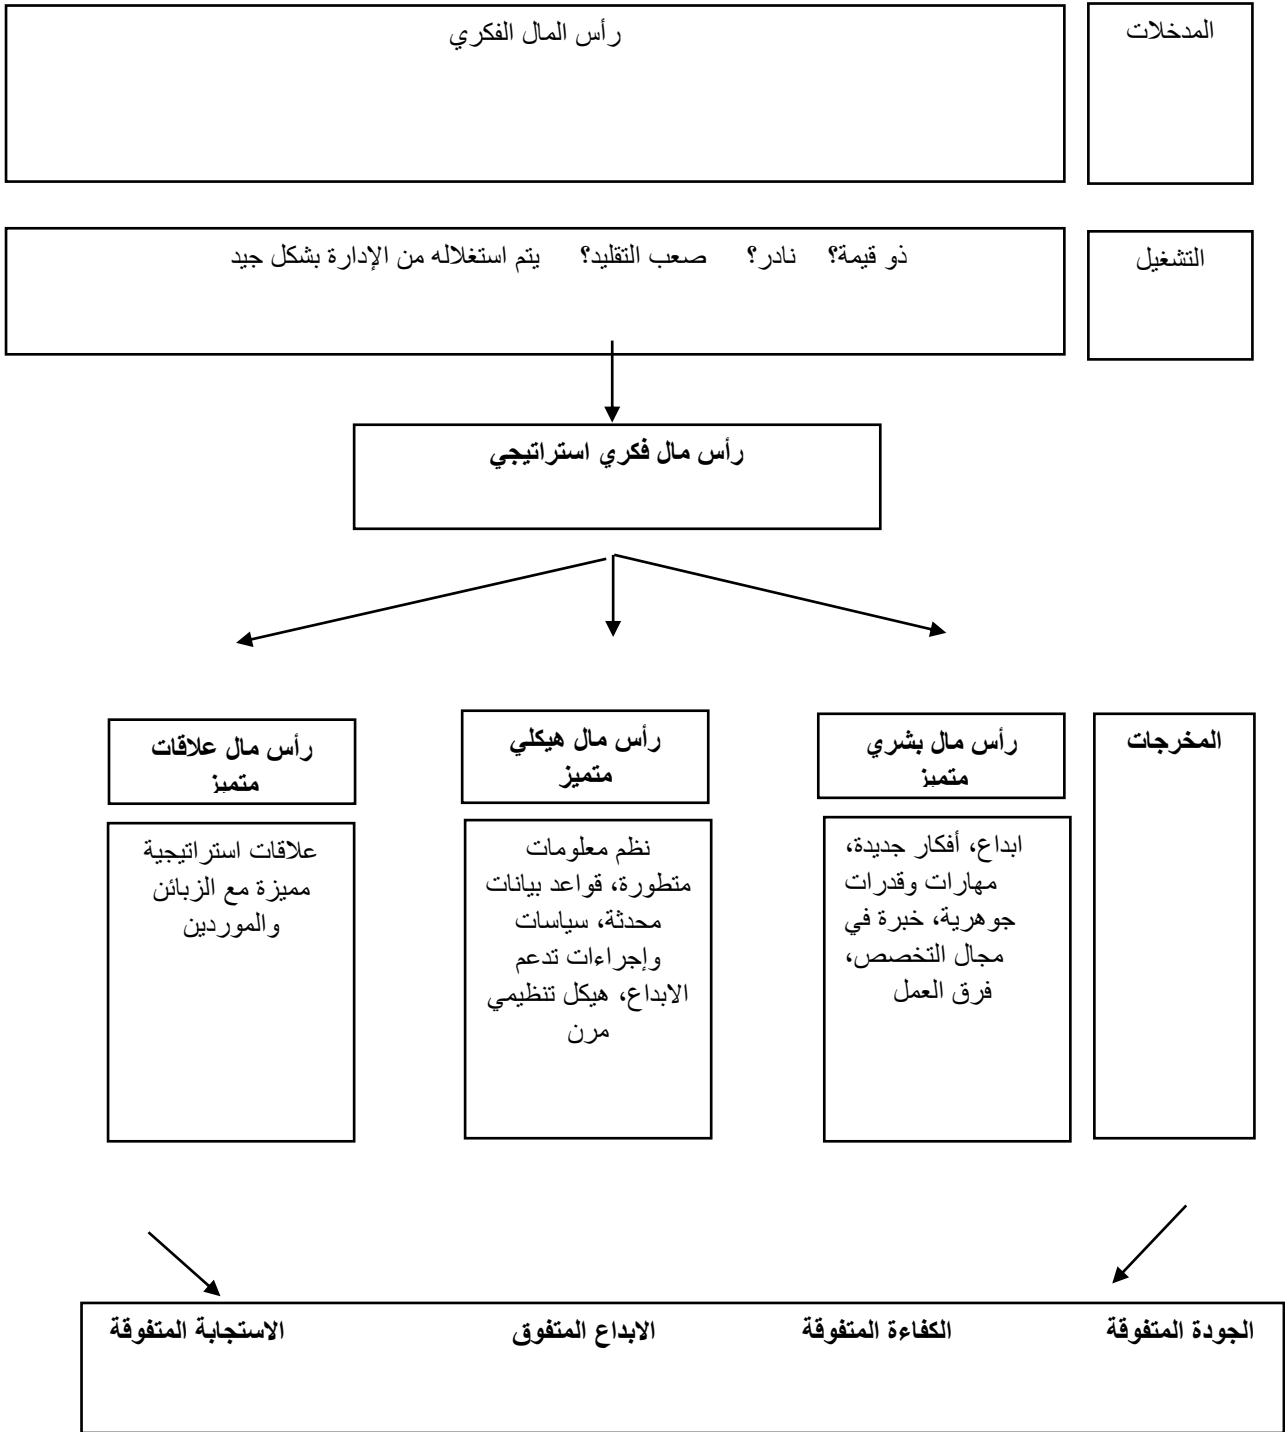 المدخلات
رأس المال الفكري
التشغيل
ذو قيمة؟ نادر؟ صعب التقليد؟ يتم استغلاله من الإدارة بشكل جيد
رأس مال فكري استراتيجي
المخرجات
رأس مال بشري
متميز
رأس مال هيكلي
متميز
رأس مال علاقات
متميز
ابداع، أفكار جديدة،
مهارات وقدرات
جوهرية، خبرة في
مجال التخصص،
فرق العمل
نظم معلومات
متطورة، قواعد بيانات
محدثة، سياسات
وإجراءات تدعم
الابداع، هيكل تنظيمي
مرن
علاقات استراتيجية
مميزة مع الزبائن
والموردين
الجودة المتفوقة الكفاءة المتفوقة الابداع المتفوق الاستجابة المتفوقة